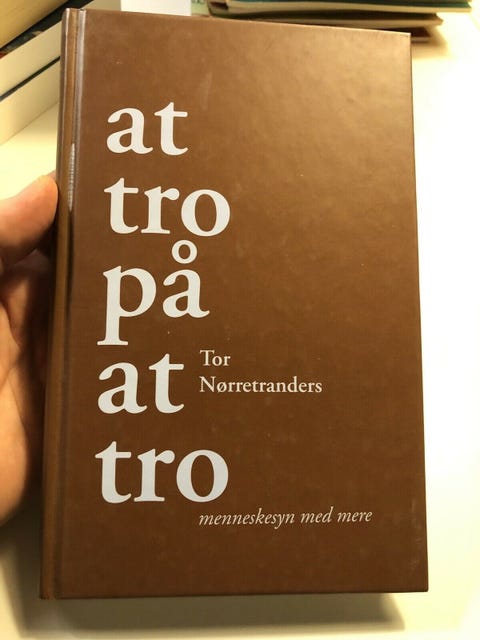 at
tro
på
at
tro
Tor
Nørretranders
menneskesyn med mere